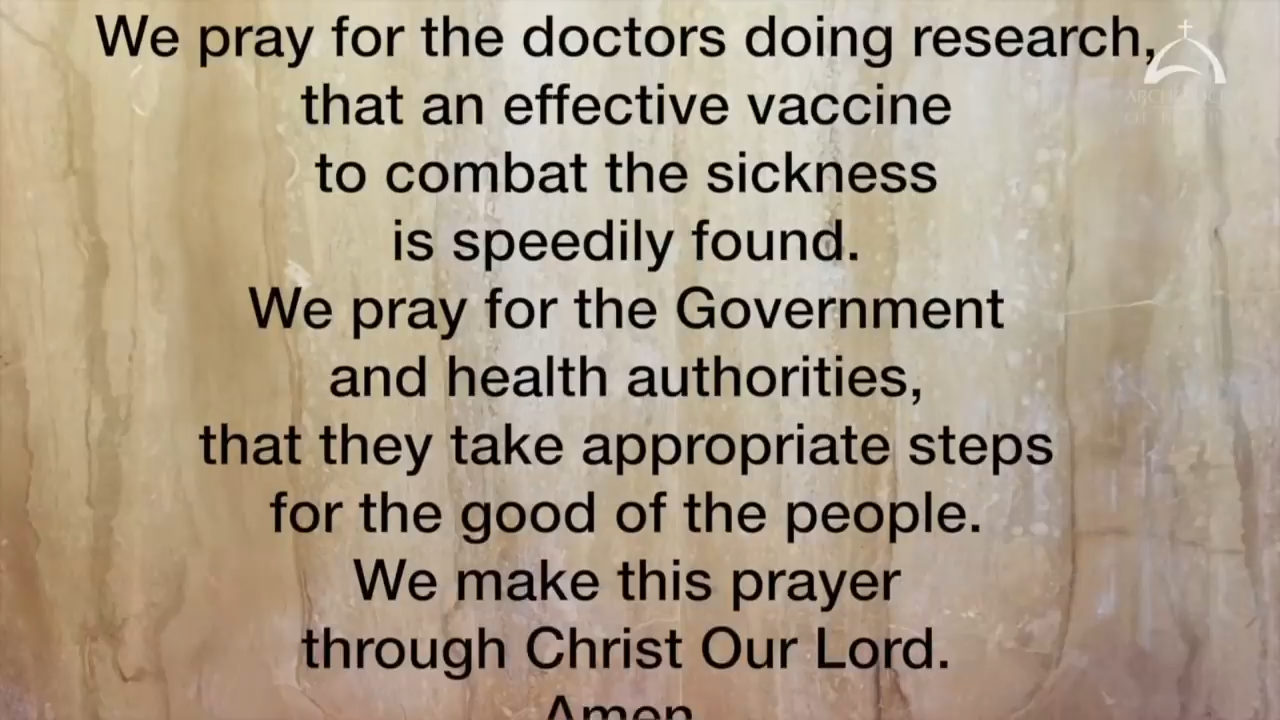 We pray for the doctors doing research,
that an effective vaccine
to combat the sickness
is speedily found.
We pray for the Government
and health authorities,
that they take appropriate steps
for the good of the people.
We make this prayer
through Christ Our Lord.
Amen